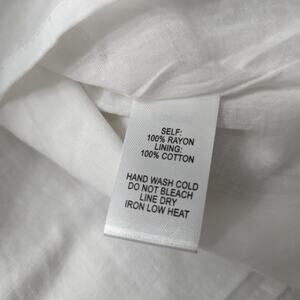 SELF:
100% RAYON
LINING:
100% COTTON
HAND WASH COLD
DO NOT BLEACH
LINE DRY
IRON LOW HEAT